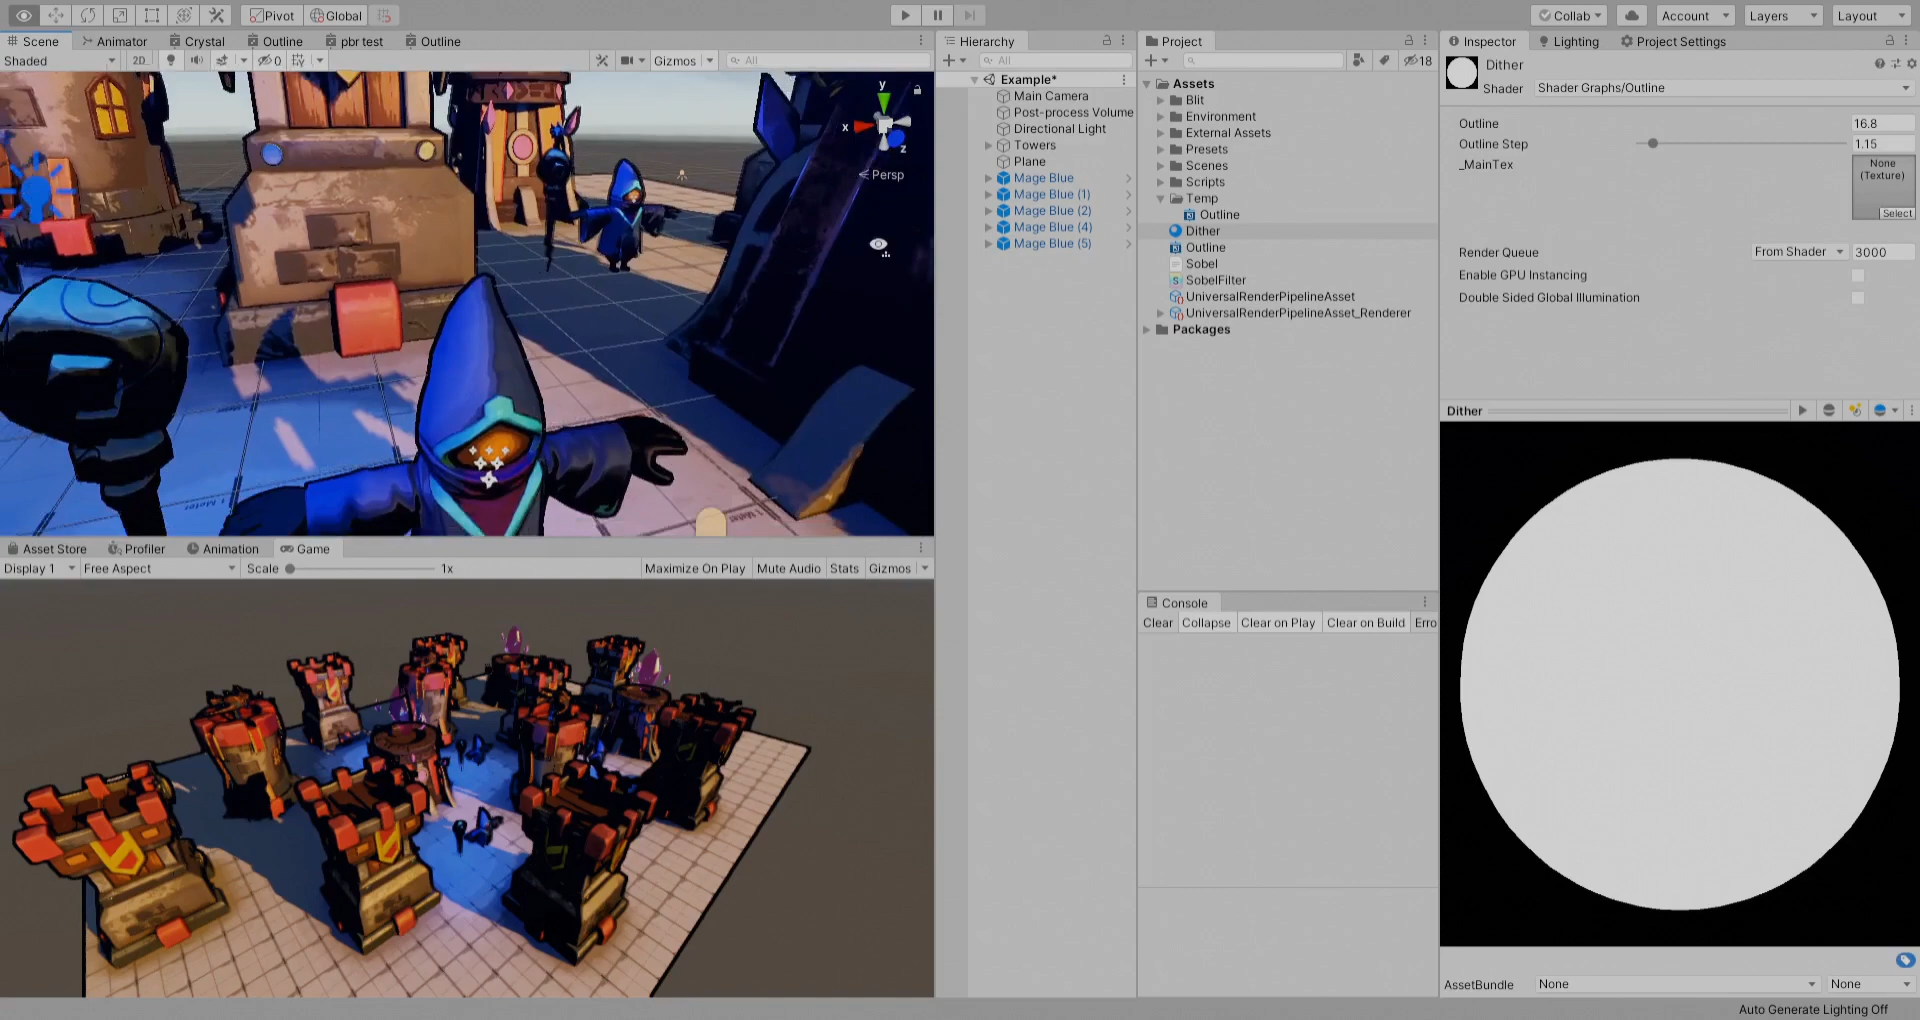 Pivot Global Collab Account Layers Layout
Scene Animator Crystal Outline pbr test Outline
Shaded 2D 0 Gizmos All
y
x
z
Persp
1 Meter
1 Meter
Asset Store Profiler Animation Game
Display 1 Free Aspect Scale 1x Maximize On Play Mute Audio Stats Gizmos
Hierarchy
All
Example*
Main Camera
Post-process Volume
Directional Light
Towers
Plane
Mage Blue
Mage Blue (1)
Mage Blue (2)
Mage Blue (4)
Mage Blue (5)
Project
18
Assets
Blit
Environment
External Assets
Presets
Scenes
Scripts
Temp
Outline
Dither
Outline
Sobel
SobelFilter
UniversalRenderPipelineAsset
UniversalRenderPipelineAsset_Renderer
Packages
Console
Clear Collapse Clear on Play Clear on Build Erro
Inspector Lighting Project Settings
Dither
Shader Shader Graphs/Outline
Outline 16.8
Outline Step 1.15
_MainTex None
(Texture)
Select
Render Queue From Shader 3000
Enable GPU Instancing
Double Sided Global Illumination
Dither
AssetBundle None None
Auto Generate Lighting Off